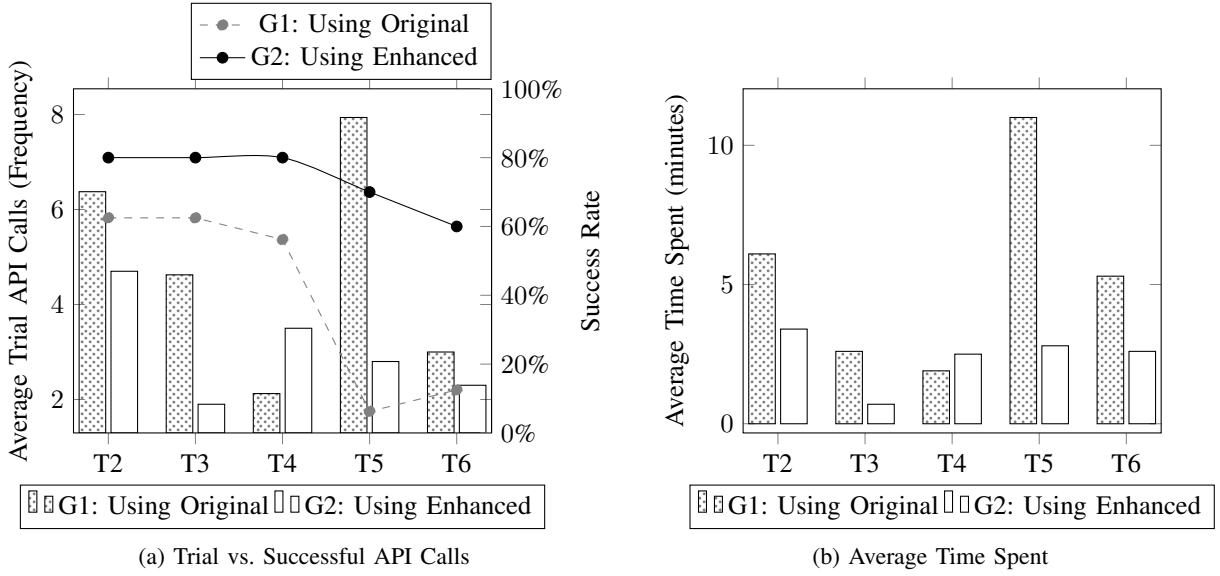 G1: Using Original
G2: Using Enhanced
Average Trial API Calls (Frequency)
8
6
4
2
100%
80%
60%
40%
20%
0%
Success Rate
T2 T3 T4 T5 T6
G1: Using Original G2: Using Enhanced
(a) Trial vs. Successful API Calls
Average Time Spent (minutes)
10
5
0
T2 T3 T4 T5 T6
G1: Using Original G2: Using Enhanced
(b) Average Time Spent